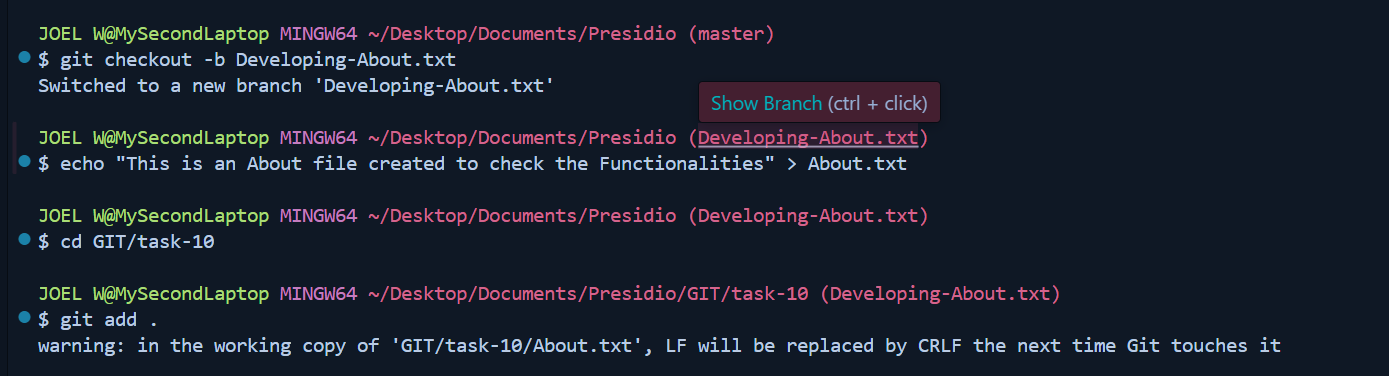 JOEL W@MySecondLaptop MINGW64 ~/Desktop/Documents/Presidio (master)
$ git checkout -b Developing-About.txt
Switched to a new branch 'Developing-About.txt'
Show Branch (ctrl + click)
JOEL W@MySecondLaptop MINGW64 ~/Desktop/Documents/Presidio (Developing-About.txt)
$ echo "This is an About file created to check the Functionalities" > About.txt
JOEL W@MySecondLaptop MINGW64 ~/Desktop/Documents/Presidio (Developing-About.txt)
$ cd GIT/task-10
JOEL W@MySecondLaptop MINGW64 ~/Desktop/Documents/Presidio/GIT/task-10 (Developing-About.txt)
$ git add .
warning: in the working copy of 'GIT/task-10/About.txt', LF will be replaced by CRLF the next time Git touches it